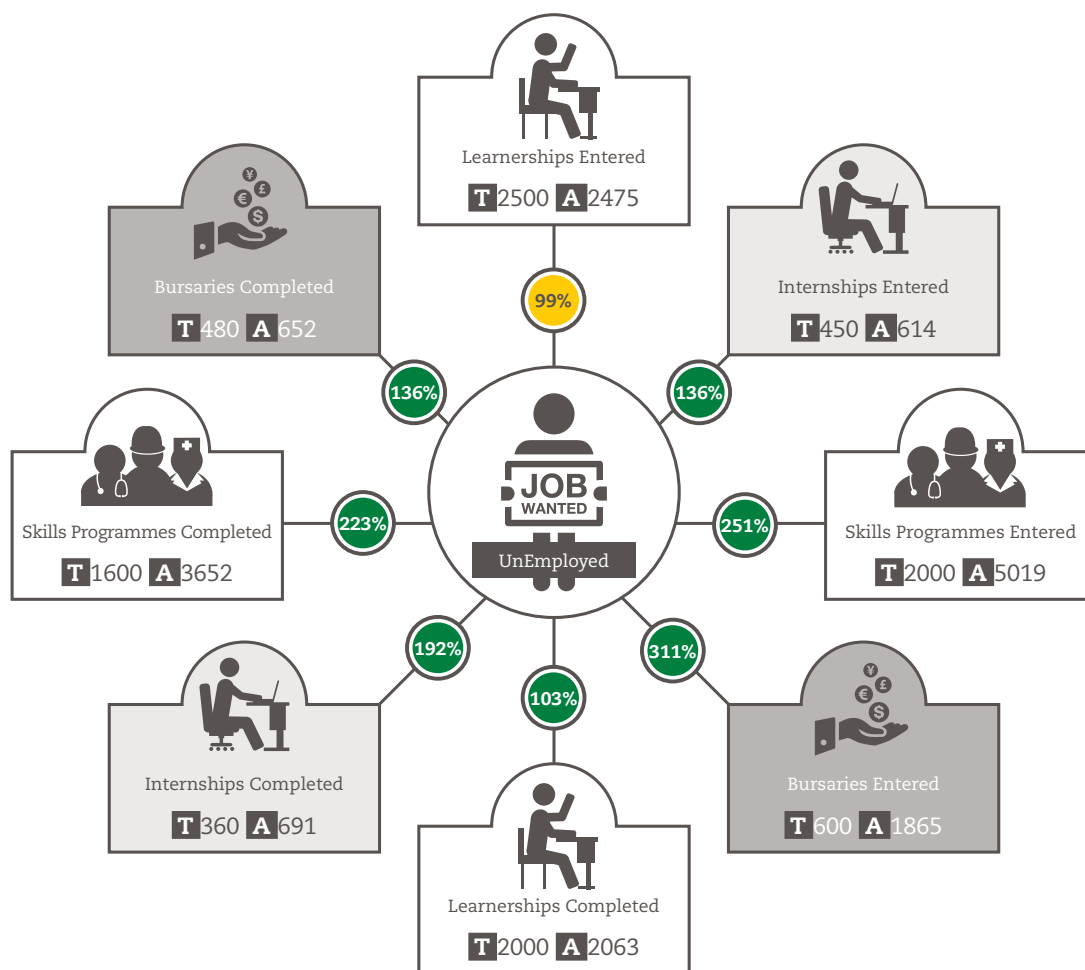 Learnerships Entered
T 2500 A 2475
99%
Bursaries Completed
T 480 A 652
136%
Internships Entered
T 450 A 614
136%
Skills Programmes Completed
T 1600 A 3652
223%
JOB
WANTED
UnEmployed
Skills Programmes Entered
T 2000 A 5019
251%
Internships Completed
T 360 A 691
192%
Learnerships Completed
T 2000 A 2063
103%
Bursaries Entered
T 600 A 1865
311%
¥
£
€
$
¥
£
€
$